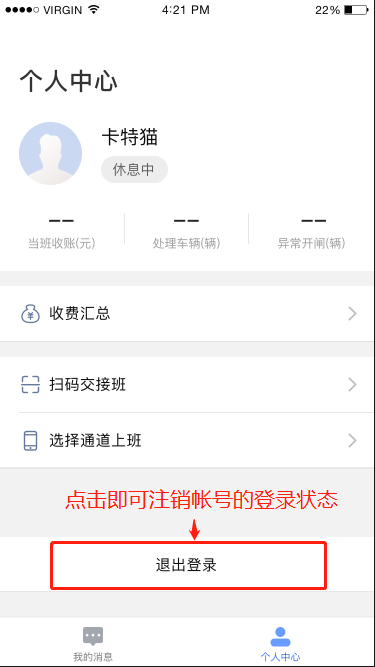 VIRGIN 4:21 PM 22%
个人中心
卡特猫
休息中
-- -- --
当班收账(元) 处理车辆(辆) 异常开闸(辆)
收费汇总
扫码交接班
选择通道上班
点击即可注销帐号的登录状态
退出登录
我的消息 个人中心